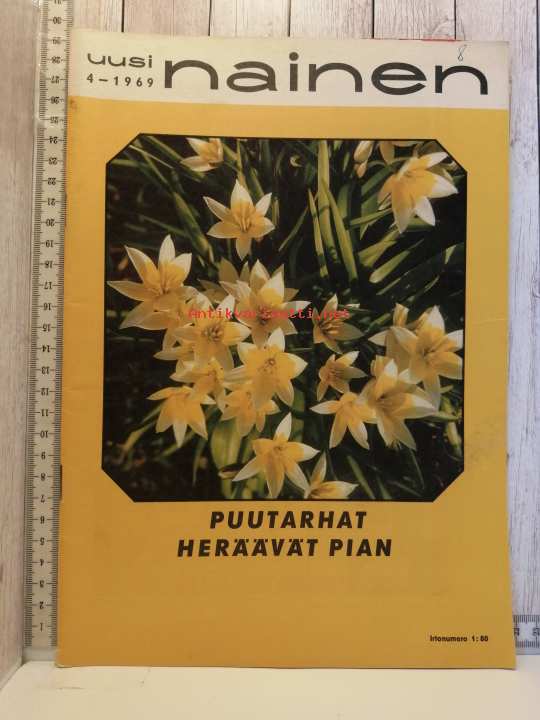 uusi nainen
4-1969
8
Antikvariaatti.net
PUUTARHAT
HERÄÄVÄT PIAN
Irtonumero 1:80